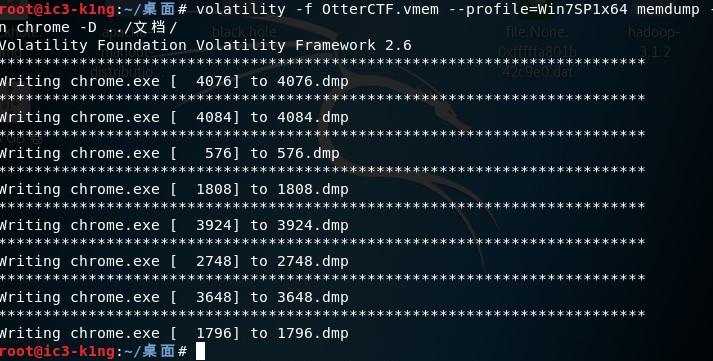 root@ic3-k1ng:~/桌面# volatility -f OtterCTF.vmem --profile=Win7SP1x64 memdump -
n chrome -D ../文档/
Volatility Foundation Volatility Framework 2.6
************************************************************************
Writing chrome.exe [  4076] to 4076.dmp
************************************************************************
Writing chrome.exe [  4084] to 4084.dmp
************************************************************************
Writing chrome.exe [   576] to 576.dmp
************************************************************************
Writing chrome.exe [  1808] to 1808.dmp
************************************************************************
Writing chrome.exe [  3924] to 3924.dmp
************************************************************************
Writing chrome.exe [  2748] to 2748.dmp
************************************************************************
Writing chrome.exe [  3648] to 3648.dmp
************************************************************************
Writing chrome.exe [  1796] to 1796.dmp
root@ic3-k1ng:~/桌面#
black hole
file.None.
0xfffffa801b
42c9e0.dat
hadoop-
3.1.2